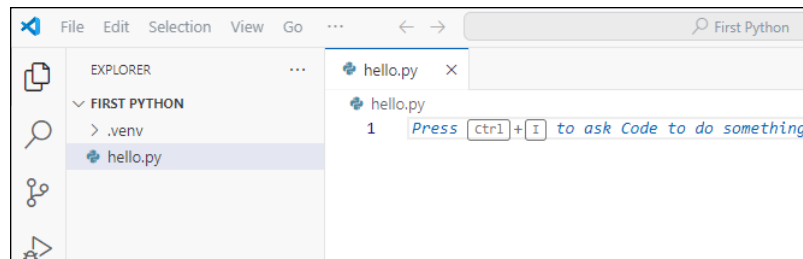 File Edit Selection View Go ··· First Python
EXPLORER ···
hello.py
FIRST PYTHON
hello.py
.venv
1 Press Ctrl+I to ask Code to do something
hello.py